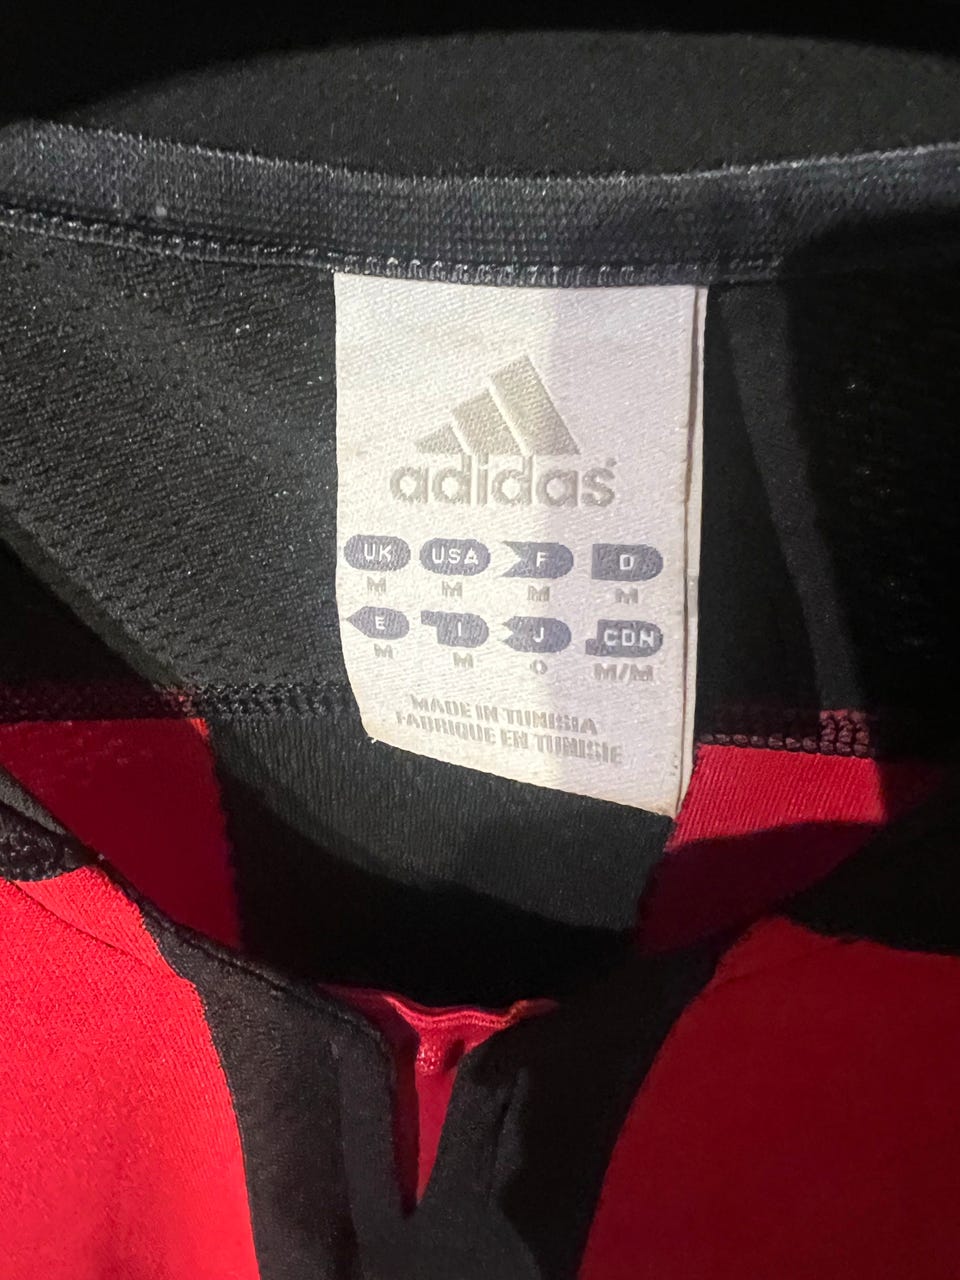 adidas
UK USA F D
M M M M
E I J CDN
M M O M/M
MADE IN TUNISIA
FABRIQUE EN TUNISIE